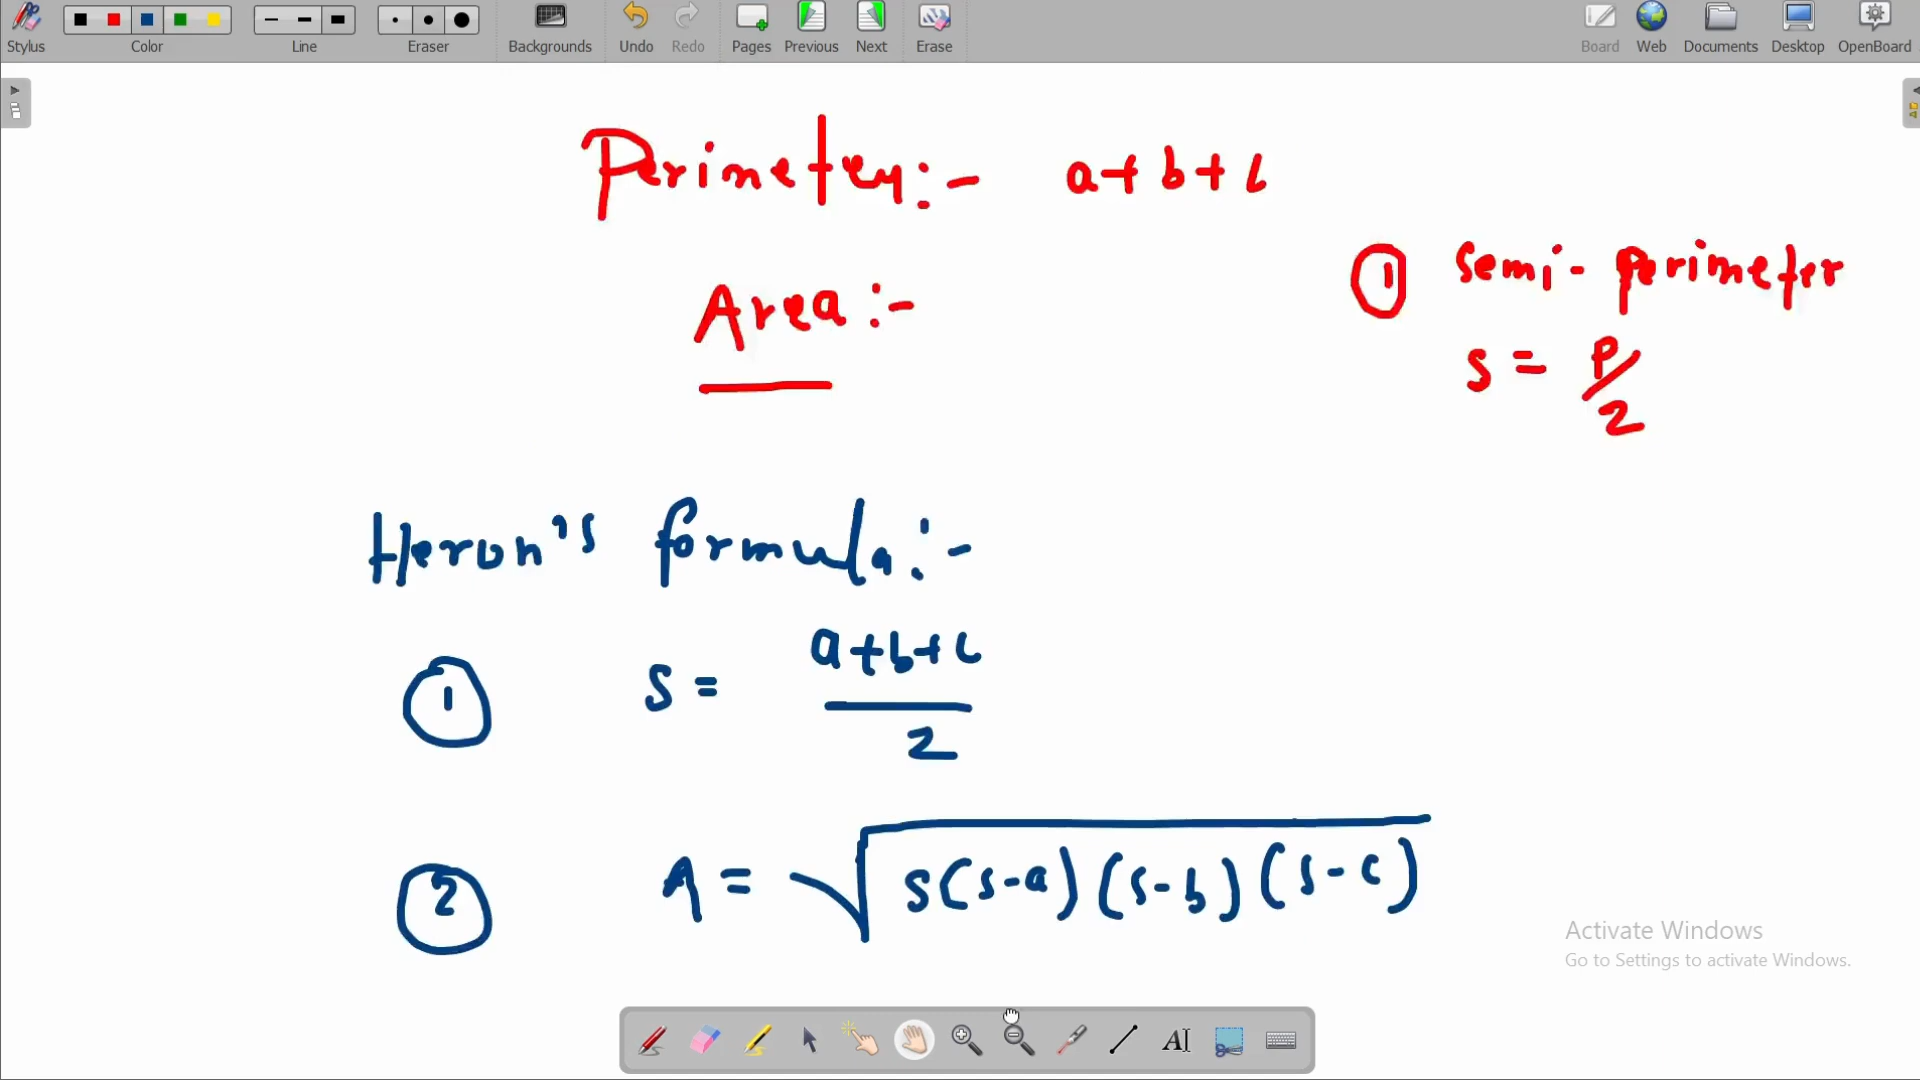 Stylus Color Line Eraser Backgrounds Undo Redo Pages Previous Next Erase Board Web Documents Desktop OpenBoard
Perimeter:- a+b+c
Area:-
① Semi-perimeter
s = P/2
Heron's formula:-
① S = a+b+c
2
② A = √s(s-a)(s-b)(s-c)
Activate Windows
Go to Settings to activate Windows.